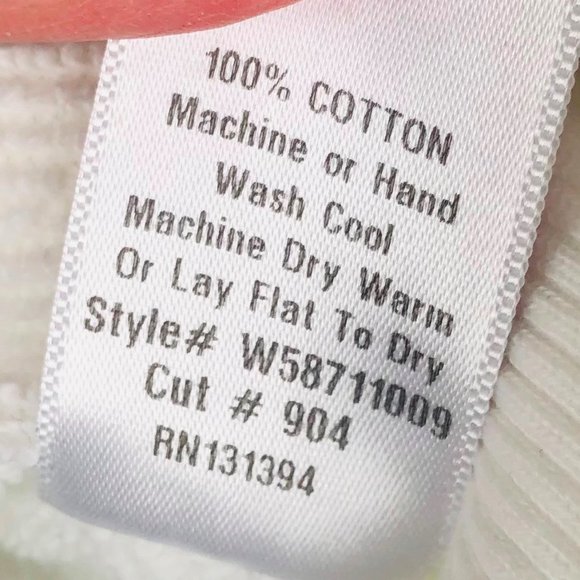 100% COTTON
Machine or Hand
Wash Cool
Machine Dry Warm
Or Lay Flat To Dry
Style# W58711009
Cut # 904
RN131394